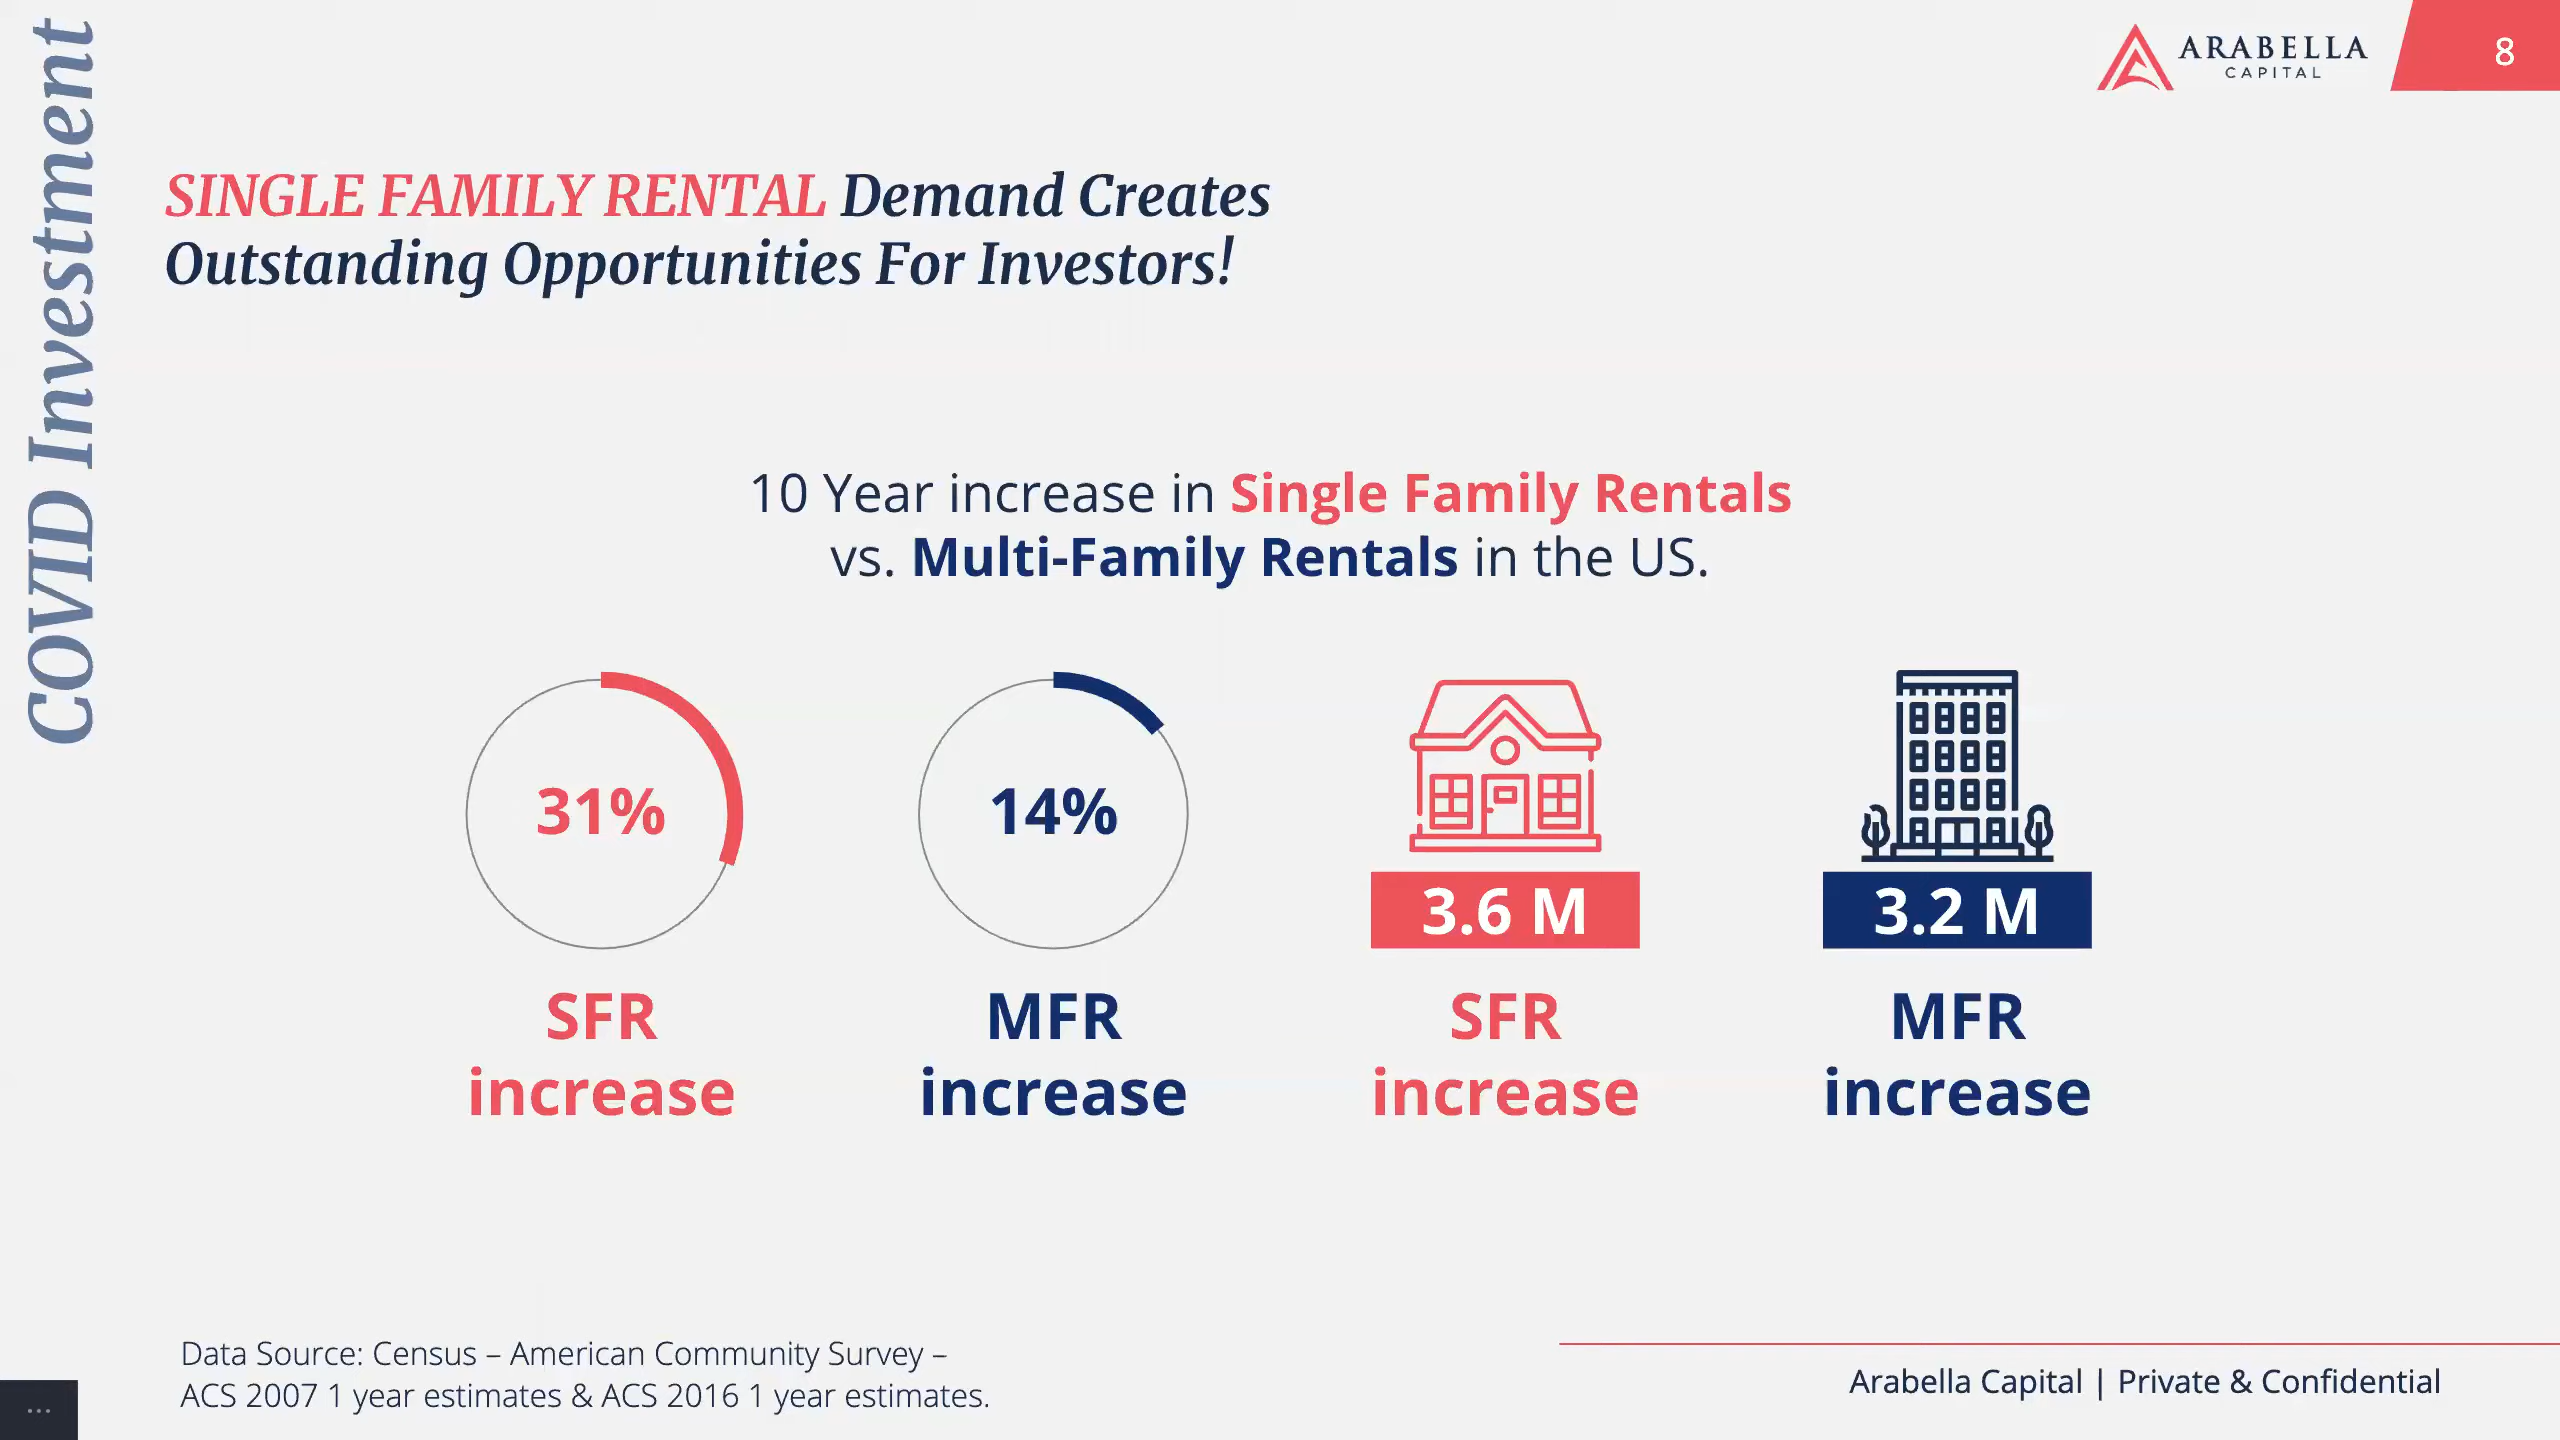 COVID Investment
ARABELLA
CAPITAL
8
SINGLE FAMILY RENTAL Demand Creates
Outstanding Opportunities For Investors!
10 Year increase in Single Family Rentals
vs. Multi-Family Rentals in the US.
31%
SFR
increase
14%
MFR
increase
3.6 M
SFR
increase
3.2 M
MFR
increase
Data Source: Census – American Community Survey –
ACS 2007 1 year estimates & ACS 2016 1 year estimates.
Arabella Capital | Private & Confidential
...